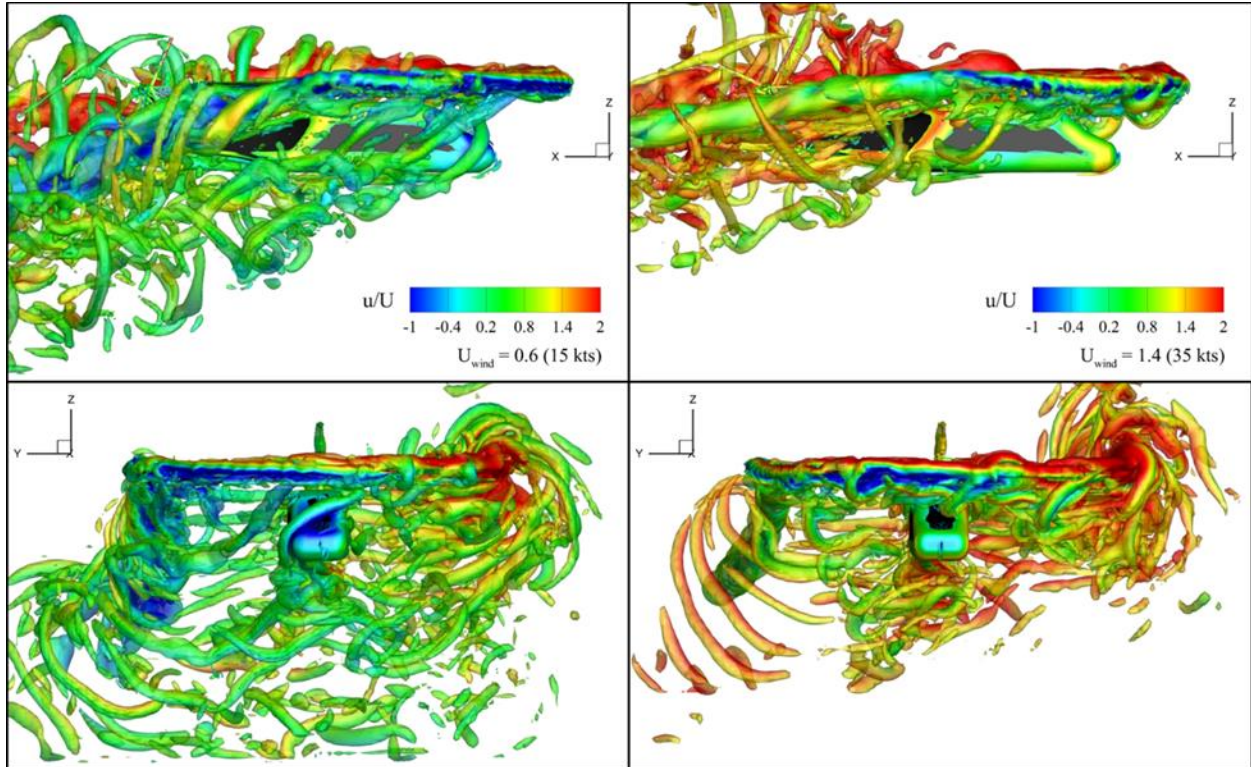 Z
X Y
u/U
-1 -0.4 0.2 0.8 1.4 2
U_wind = 0.6 (15 kts)
Z
X Y
u/U
-1 -0.4 0.2 0.8 1.4 2
U_wind = 1.4 (35 kts)
Z
Y X
Z
Y X